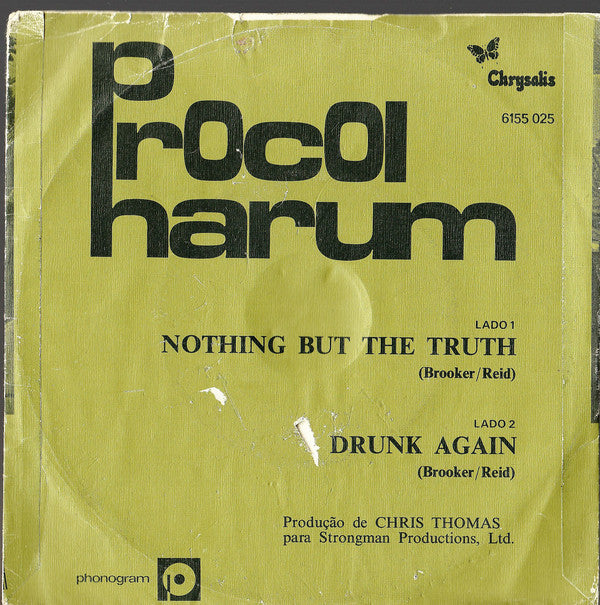 procol
harum
Chrysalis
6155 025
LADO 1
NOTHING BUT THE TRUTH
(Brooker/Reid)
LADO 2
DRUNK AGAIN
(Brooker/Reid)
Produção de CHRIS THOMAS
para Strongman Productions, Ltd.
phonogram p